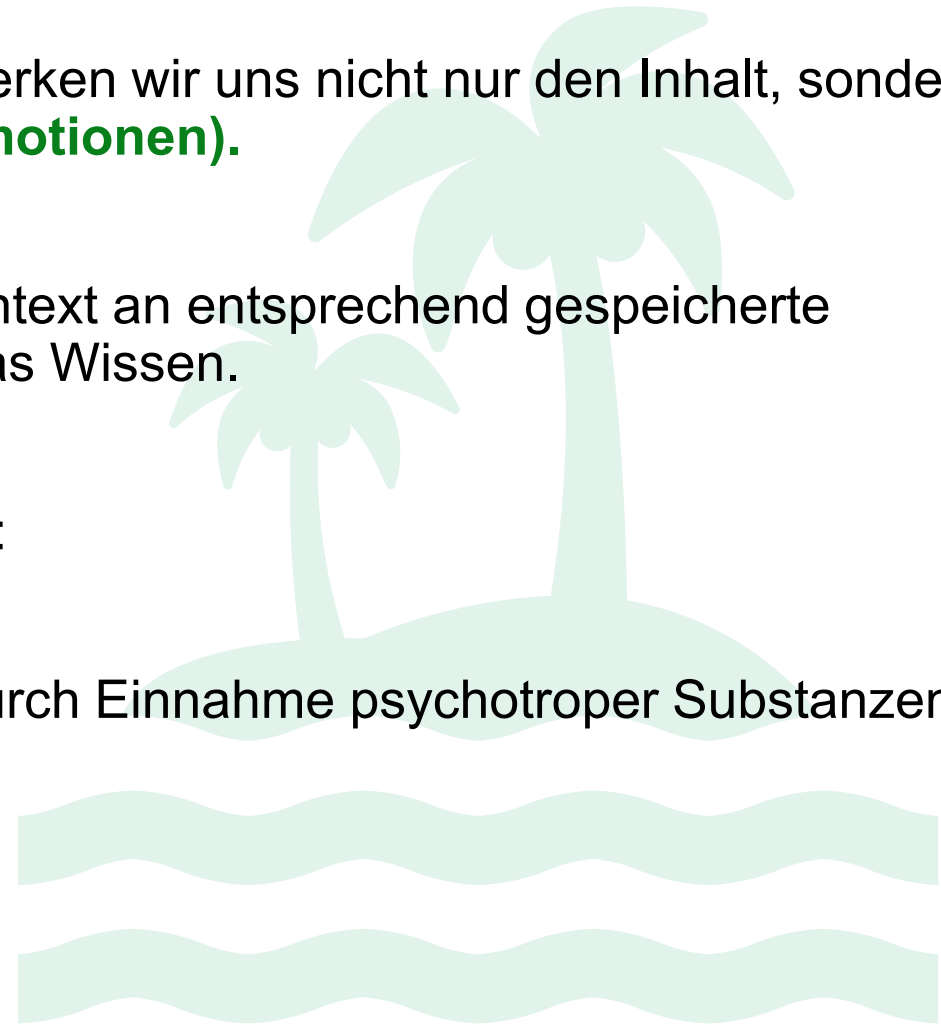 erken wir uns nicht nur den Inhalt, sonde
notionen).
ntext an entsprechend gespeicherte
as Wissen.
:
urch Einnahme psychotroper Substanzen